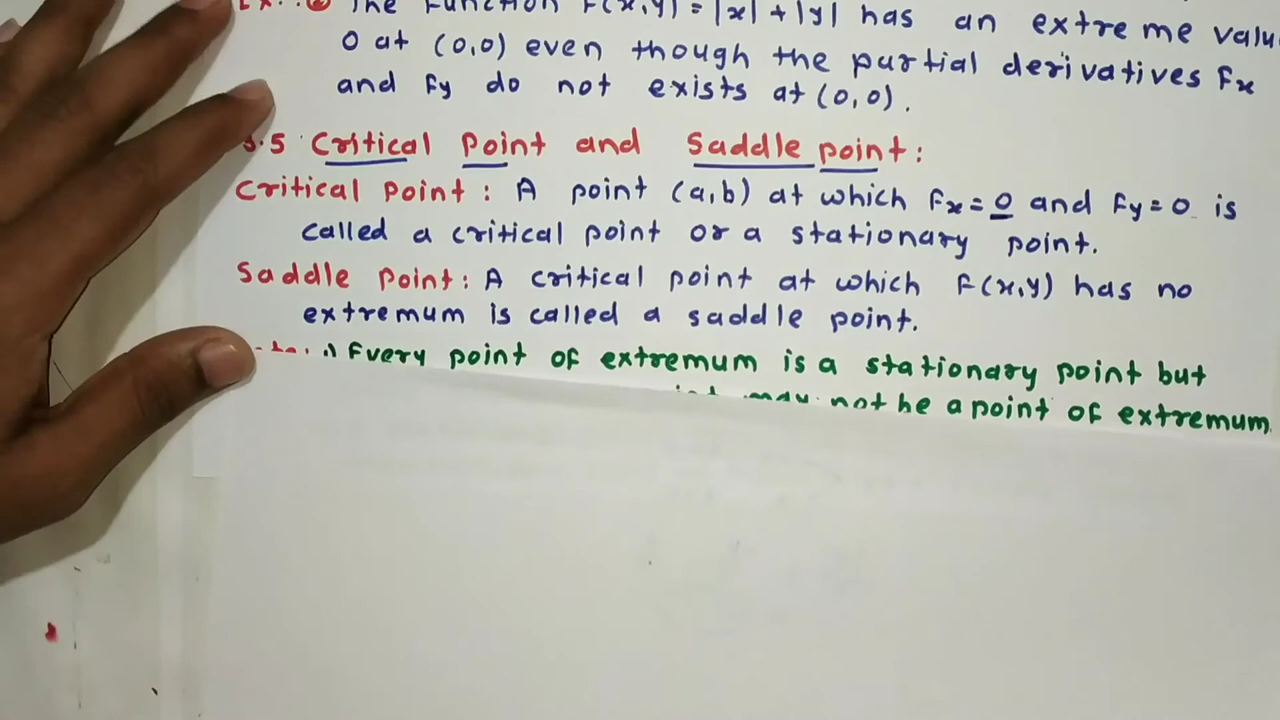 The Function F(x,y) = |x| + |y| has an extreme valu
0 at (0,0) even though the partial derivatives Fx
and Fy do not exists at (0,0).
.5 Critical Point and Saddle point:
Critical Point: A point (a,b) at which Fx = 0 and Fy = 0 is
called a critical point or a stationary point.
Saddle Point: A critical point at which F(x,y) has no
extremum is called a saddle point.
1) Every point of extremum is a stationary point but
may not be a point of extremum.